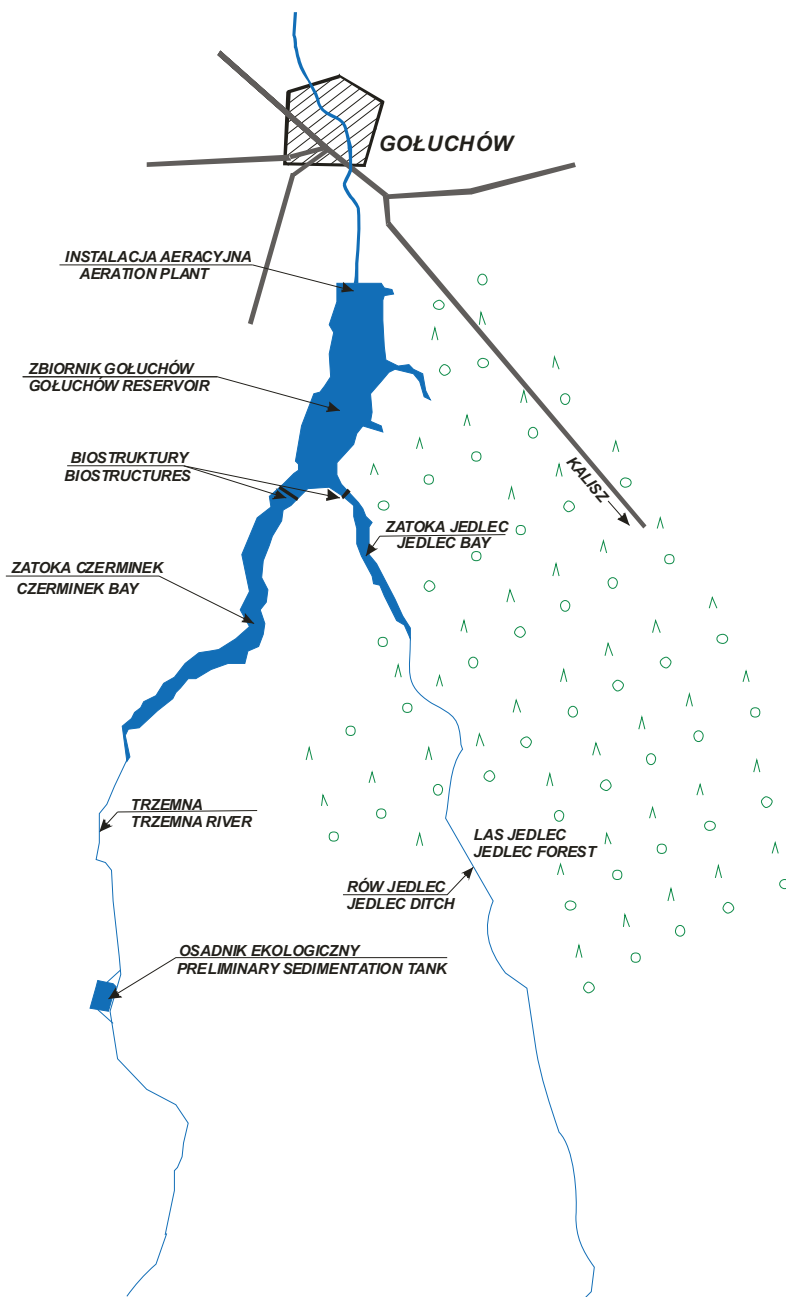 GOŁUCHÓW
INSTALACJA AERACYJNA
AERATION PLANT
ZBIORNIK GOŁUCHÓW
GOŁUCHÓW RESERVOIR
BIOSTRUKTURY
BIOSTRUCTURES
KALISZ
ZATOKA JEDLEC
JEDLEC BAY
ZATOKA CZERMINEK
CZERMINEK BAY
TRZEMNA
TRZEMNA RIVER
LAS JEDLEC
JEDLEC FOREST
RÓW JEDLEC
JEDLEC DITCH
OSADNIK EKOLOGICZNY
PRELIMINARY SEDIMENTATION TANK